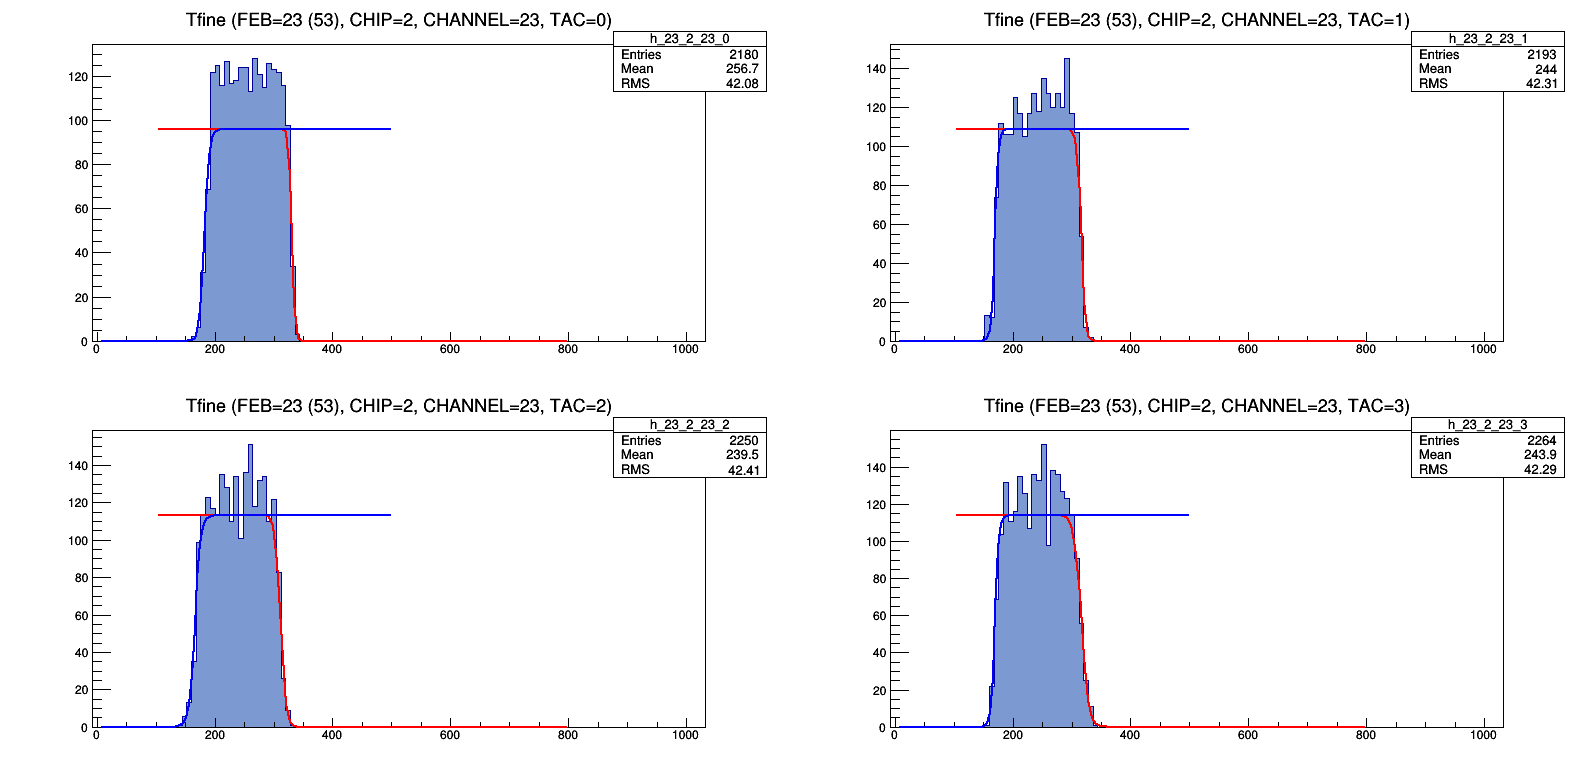 Tfine (FEB=23 (53), CHIP=2, CHANNEL=23, TAC=0)
h_23_2_23_0
Entries 2180
Mean 256.7
RMS 42.08
120
100
80
60
40
20
0
0 200 400 600 800 1000
Tfine (FEB=23 (53), CHIP=2, CHANNEL=23, TAC=1)
h_23_2_23_1
Entries 2193
Mean 244
RMS 42.31
140
120
100
80
60
40
20
0
0 200 400 600 800 1000
Tfine (FEB=23 (53), CHIP=2, CHANNEL=23, TAC=2)
h_23_2_23_2
Entries 2250
Mean 239.5
RMS 42.41
140
120
100
80
60
40
20
0
0 200 400 600 800 1000
Tfine (FEB=23 (53), CHIP=2, CHANNEL=23, TAC=3)
h_23_2_23_3
Entries 2264
Mean 243.9
RMS 42.29
140
120
100
80
60
40
20
0
0 200 400 600 800 1000